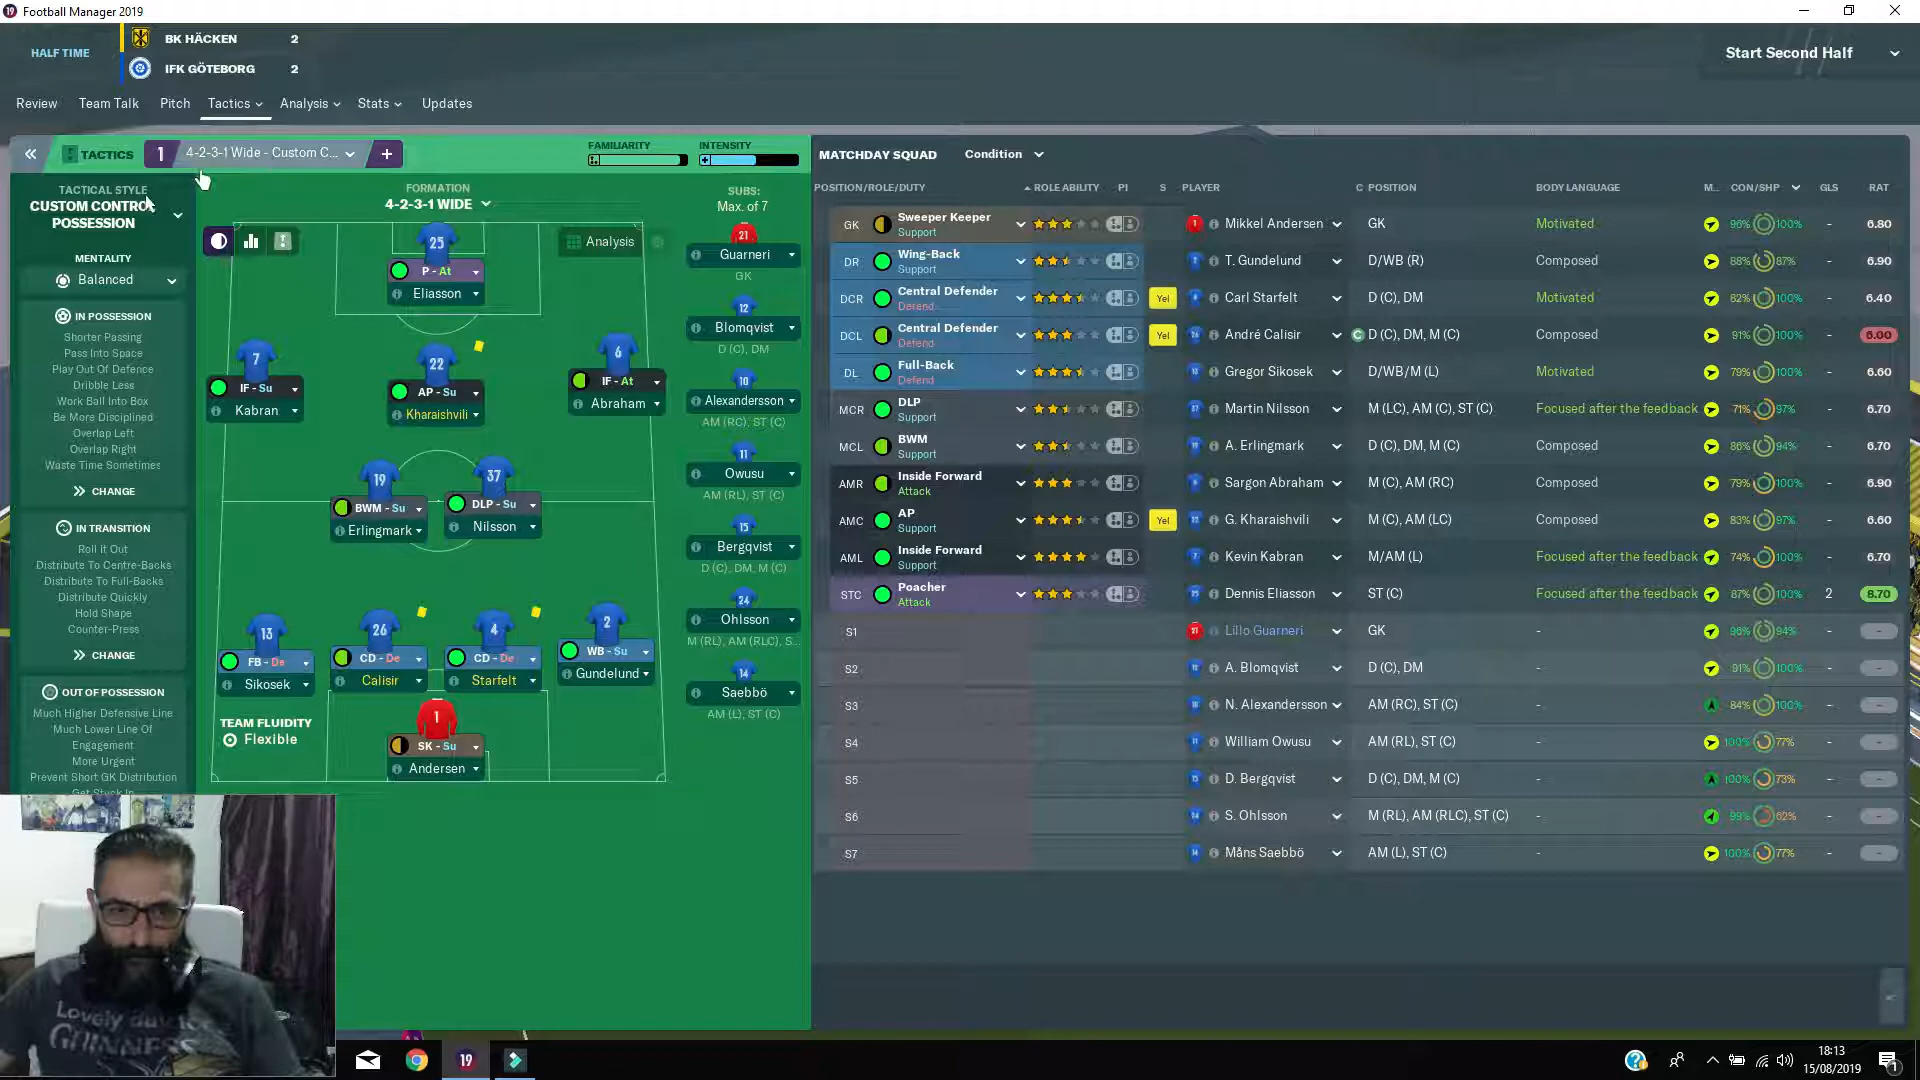 Football Manager 2019
HALF TIME
BK HÄCKEN 2
IFK GÖTEBORG 2
Start Second Half
Review Team Talk Pitch Tactics Analysis Stats Updates
TACTICS 1 4-2-3-1 Wide - Custom C... +
FAMILIARITY INTENSITY
TACTICAL STYLE
CUSTOM CONTROL
POSSESSION
MENTALITY
Balanced
IN POSSESSION
Shorter Passing
Pass Into Space
Play Out Of Defence
Dribble Less
Work Ball Into Box
Be More Disciplined
Overlap Left
Overlap Right
Waste Time Sometimes
CHANGE
IN TRANSITION
Roll it Out
Distribute To Centre-Backs
Distribute To Full-Backs
Distribute Quickly
Hold Shape
Counter-Press
CHANGE
OUT OF POSSESSION
Much Higher Defensive Line
Much Lower Line Of
Engagement
More Urgent
Prevent Short GK Distribution
Get Stuck In
FORMATION
4-2-3-1 WIDE
Analysis
25
P - At
Eliasson
7
IF - Su
Kabran
22
AP - Su
Kharaishvili
6
IF - At
Abraham
19
BWM - Su
Erlingmark
37
DLP - Su
Nilsson
13
FB - De
Sikosek
26
CD - De
Calisir
4
CD - De
Starfelt
2
WB - Su
Gundelund
TEAM FLUIDITY
Flexible
1
SK - Su
Andersen
SUBS:
Max. of 7
21
Guarneri
GK
12
Blomqvist
D (C), DM
10
Alexandersson
AM (RC), ST (C)
11
Owusu
AM (RL), ST (C)
15
Bergqvist
D (C), DM, M (C)
24
Ohlsson
M (RL), AM (RLC), S...
14
Saebbö
AM (L), ST (C)
MATCHDAY SQUAD Condition
POSITION/ROLE/DUTY ROLE ABILITY PI S PLAYER C POSITION BODY LANGUAGE M... CON/SHP GLS RAT
GK Sweeper Keeper Support 1 Mikkel Andersen GK Motivated 96% 100% - 6.80
DR Wing-Back Support T. Gundelund D/WB (R) Composed 88% 87% - 6.90
DCR Central Defender Defend Yel Carl Starfelt D (C), DM Motivated 82% 100% - 6.40
DCL Central Defender Defend Yel André Calisir C D (C), DM, M (C) Composed 91% 100% - 6.00
DL Full-Back Defend Gregor Sikosek D/WB/M (L) Motivated 79% 100% - 6.60
MCR DLP Support Martin Nilsson M (LC), AM (C), ST (C) Focused after the feedback 71% 97% - 6.70
MCL BWM Support A. Erlingmark D (C), DM, M (C) Composed 86% 94% - 6.70
AMR Inside Forward Attack Sargon Abraham M (C), AM (RC) Composed 79% 100% - 6.90
AMC AP Support Yel G. Kharaishvili M (C), AM (LC) Composed 83% 97% - 6.60
AML Inside Forward Support Kevin Kabran M/AM (L) Focused after the feedback 74% 100% - 6.70
STC Poacher Attack Dennis Eliasson ST (C) Focused after the feedback 87% 100% 2 8.70
S1 Lillo Guarneri GK - 96% 94% - -
S2 A. Blomqvist D (C), DM - 91% 100% - -
S3 N. Alexandersson AM (RC), ST (C) - 84% 100% - -
S4 William Owusu AM (RL), ST (C) - 100% 77% - -
S5 D. Bergqvist D (C), DM, M (C) - 100% 73% - -
S6 S. Ohlsson M (RL), AM (RLC), ST (C) - 99% 62% - -
S7 Måns Saebbö AM (L), ST (C) - 100% 77% - -
Lovely
GUINNESS
19
18:13
15/08/2019
1